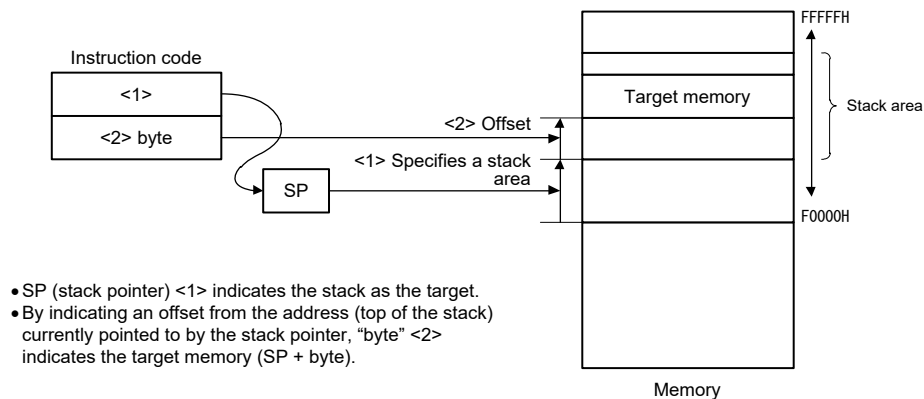 FFFFFH
Instruction code
<1>
Target memory
Stack area
<2> byte
<2> Offset
<1> Specifies a stack
area
SP
F0000H
• SP (stack pointer) <1> indicates the stack as the target.
• By indicating an offset from the address (top of the stack)
currently pointed to by the stack pointer, “byte” <2>
indicates the target memory (SP + byte).
Memory